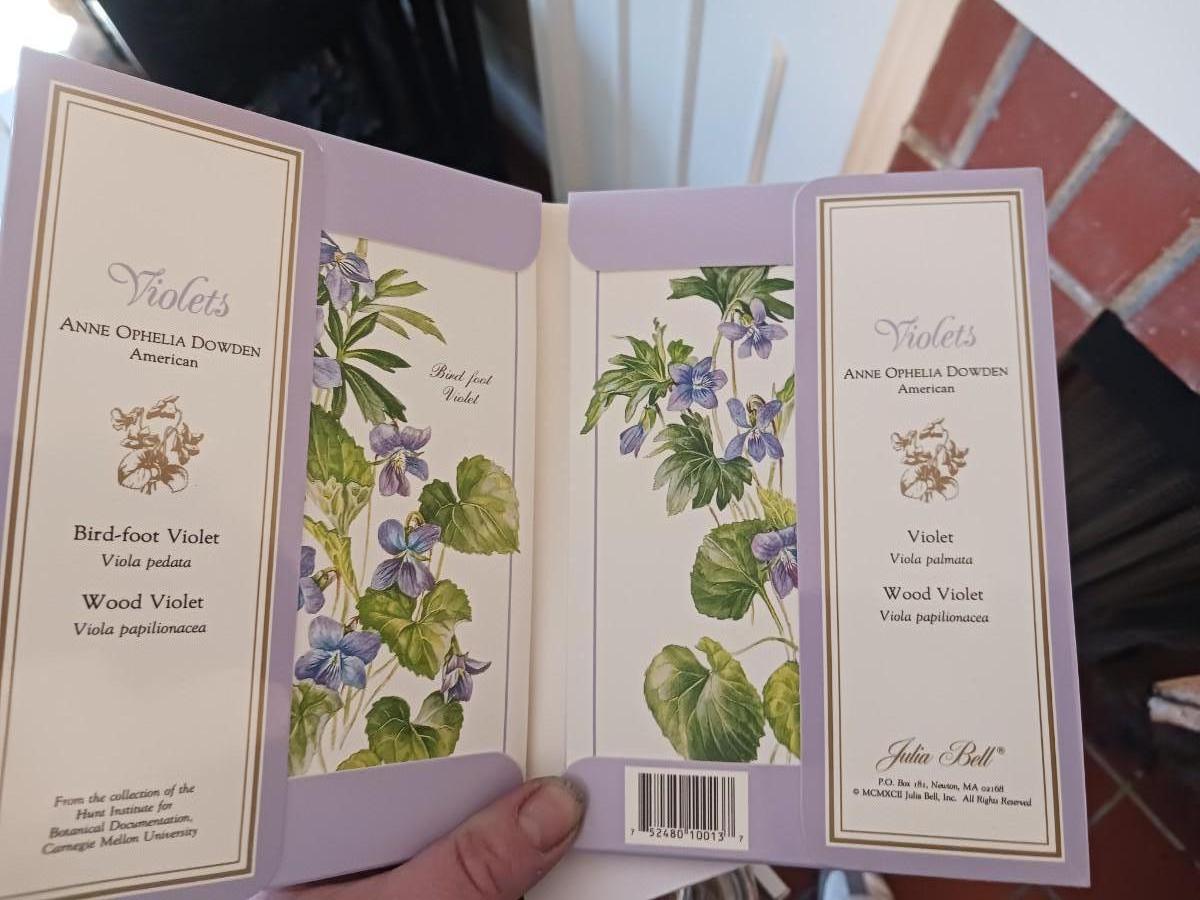 Violets
ANNE OPHELIA DOWDEN
American
Bird-foot Violet
Viola pedata
Wood Violet
Viola papilionacea
From the collection of the
Hunt Institute for
Botanical Documentation,
Carnegie Mellon University
Bird foot
Violet
7 52480 10013 7
Violets
ANNE OPHELIA DOWDEN
American
Violet
Viola palmata
Wood Violet
Viola papilionacea
Julia Bell®
P.O. Box 181, Newton, MA 02168
© MCMXCII Julia Bell, Inc. All Rights Reserved